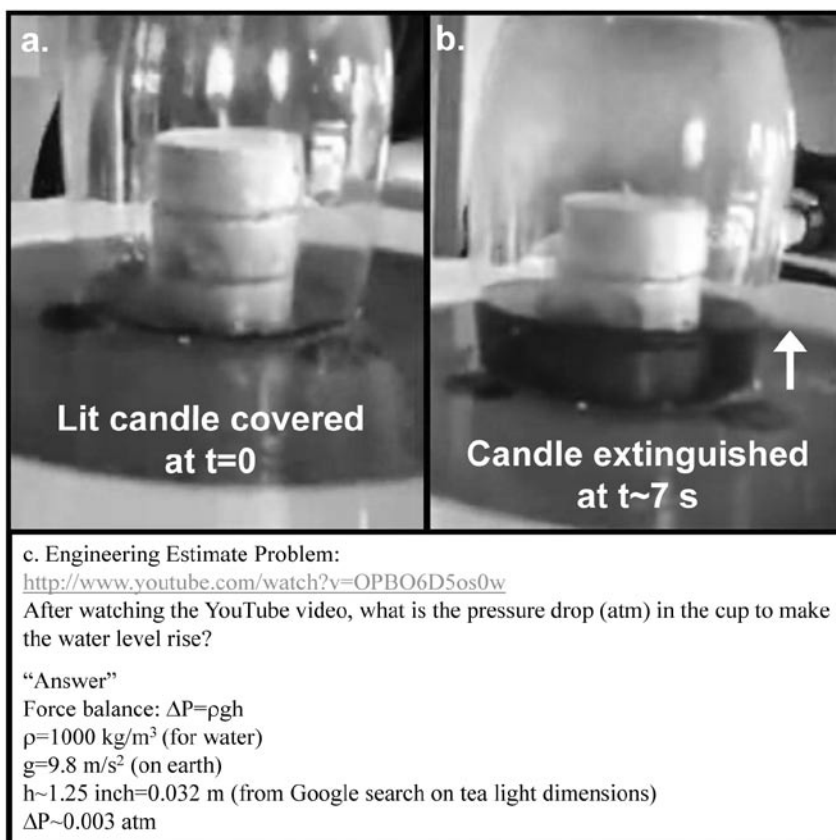 a.
b.
Lit candle covered
at t=0
Candle extinguished
at t~7 s
c. Engineering Estimate Problem:
http://www.youtube.com/watch?v=OPBO6D5os0w
After watching the YouTube video, what is the pressure drop (atm) in the cup to make
the water level rise?
“Answer”
Force balance: ΔP=ρgh
ρ=1000 kg/m³ (for water)
g=9.8 m/s² (on earth)
h~1.25 inch=0.032 m (from Google search on tea light dimensions)
ΔP~0.003 atm